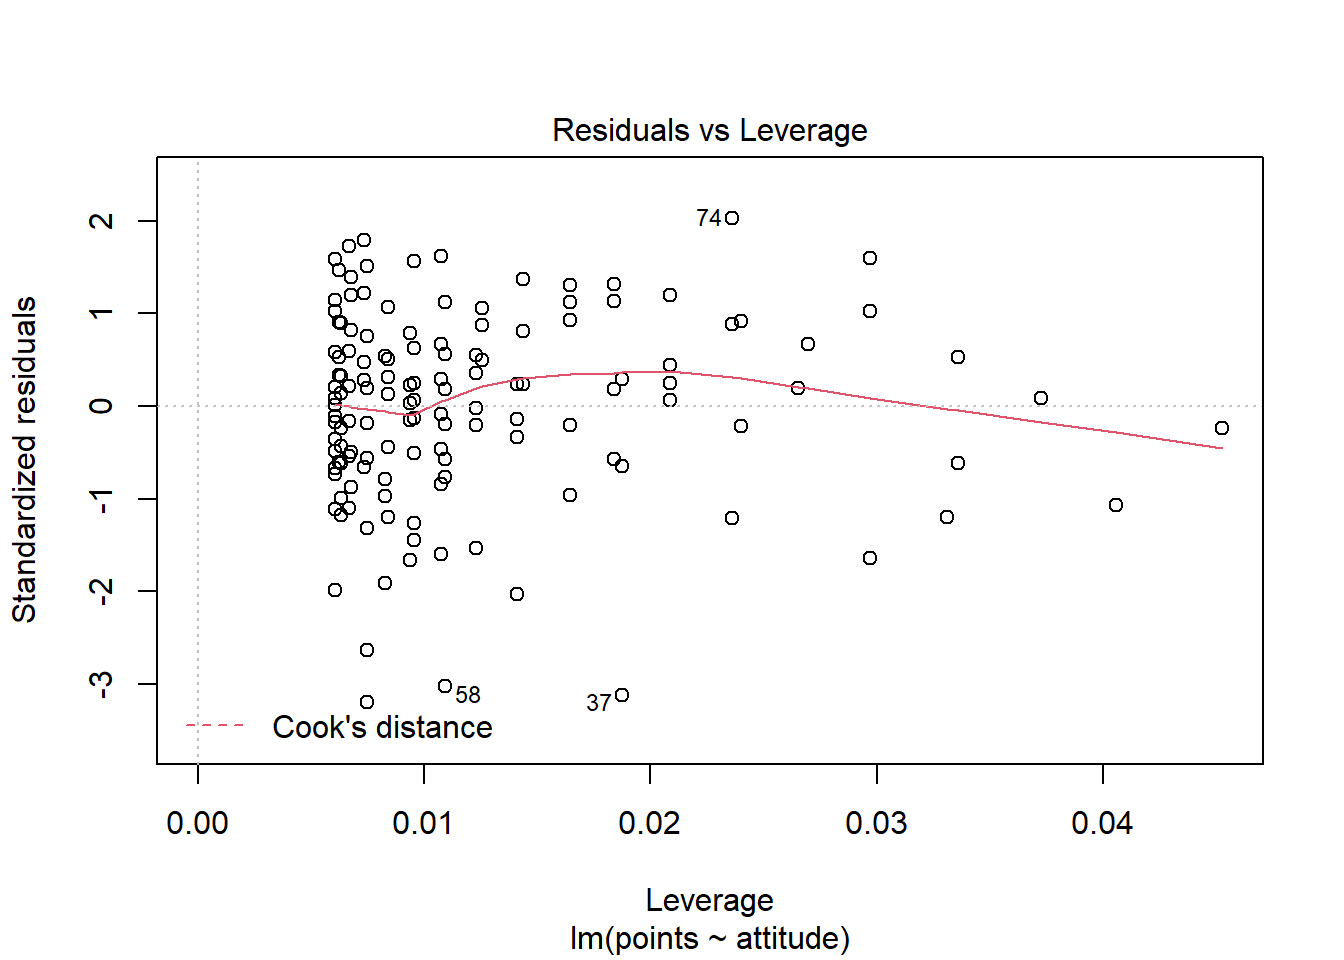 Residuals vs Leverage
Standardized residuals
2
1
0
-1
-2
-3
74
58
37
Cook's distance
0.00 0.01 0.02 0.03 0.04
Leverage
lm(points ~ attitude)